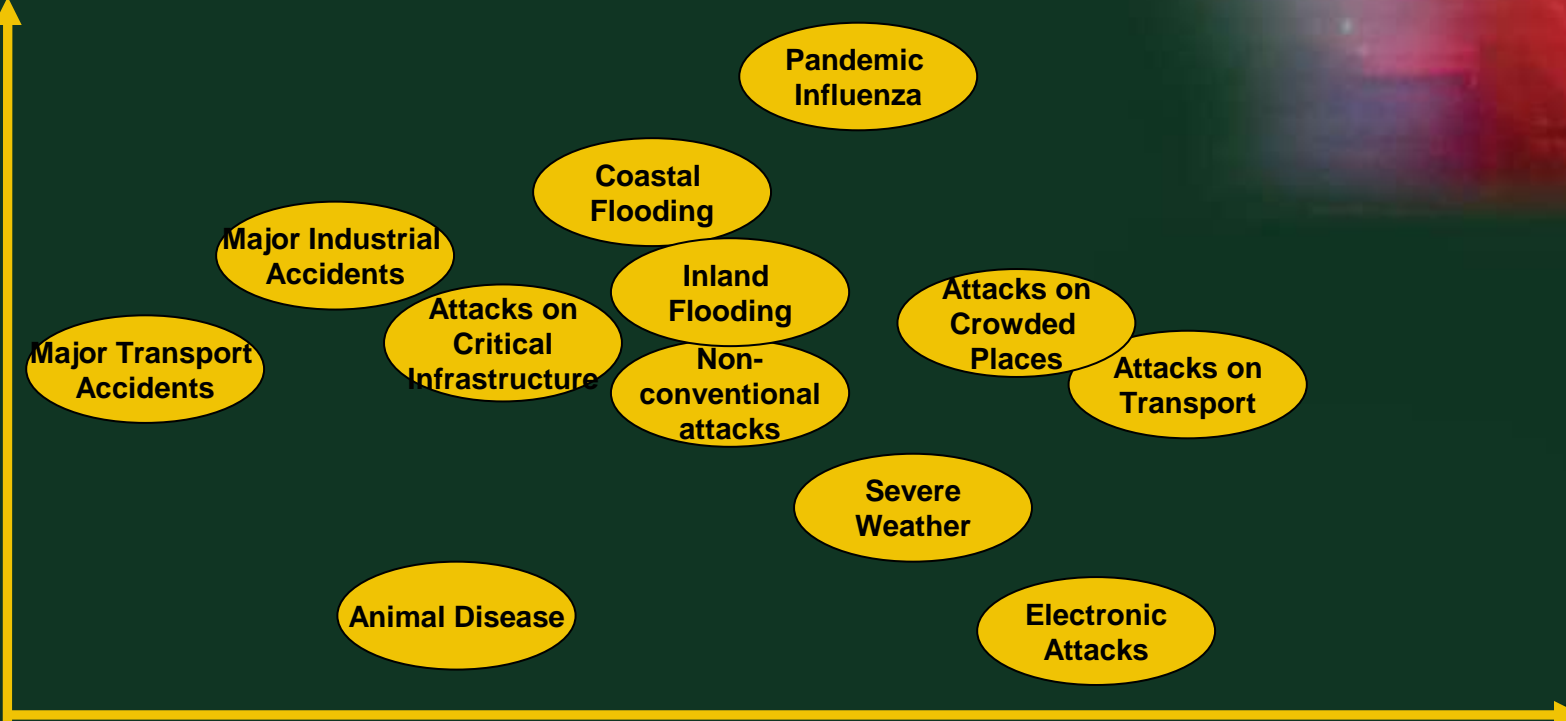 Pandemic
Influenza
Coastal
Flooding
Major Industrial
Accidents
Inland
Flooding
Attacks on
Crowded
Places
Attacks on
Critical
Infrastructure
Major Transport
Accidents
Non-
conventional
attacks
Attacks on
Transport
Severe
Weather
Animal Disease
Electronic
Attacks